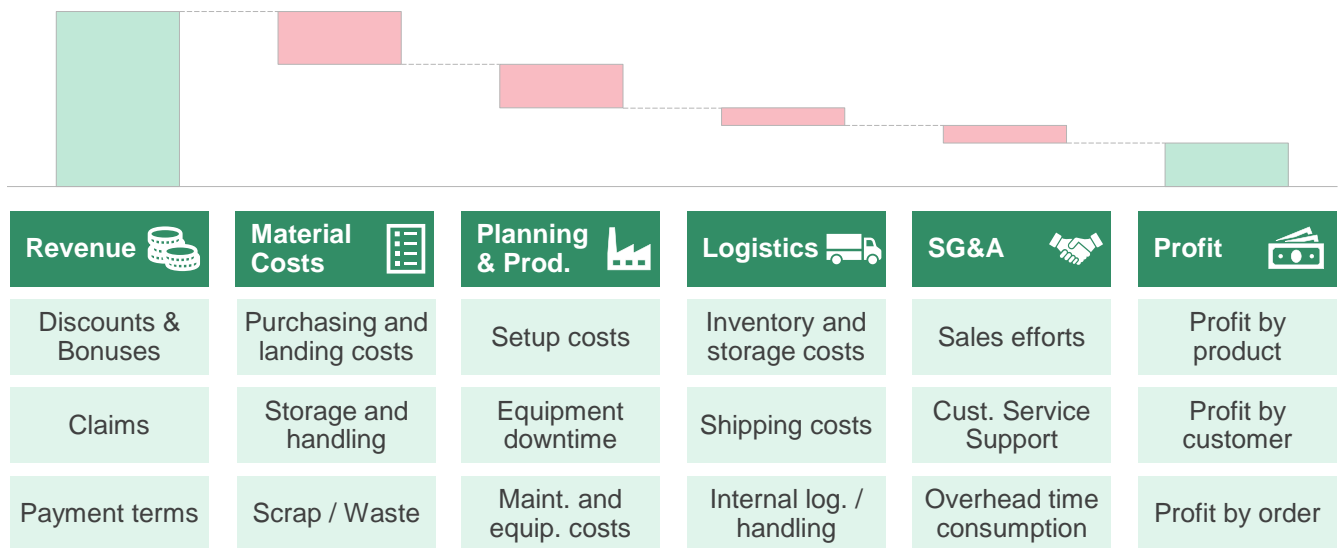 Revenue
Material
Costs
Planning
& Prod.
Logistics
SG&A
Profit
Discounts &
Bonuses
Purchasing and
landing costs
Setup costs
Inventory and
storage costs
Sales efforts
Profit by
product
Claims
Storage and
handling
Equipment
downtime
Shipping costs
Cust. Service
Support
Profit by
customer
Payment terms
Scrap / Waste
Maint. and
equip. costs
Internal log. /
handling
Overhead time
consumption
Profit by order